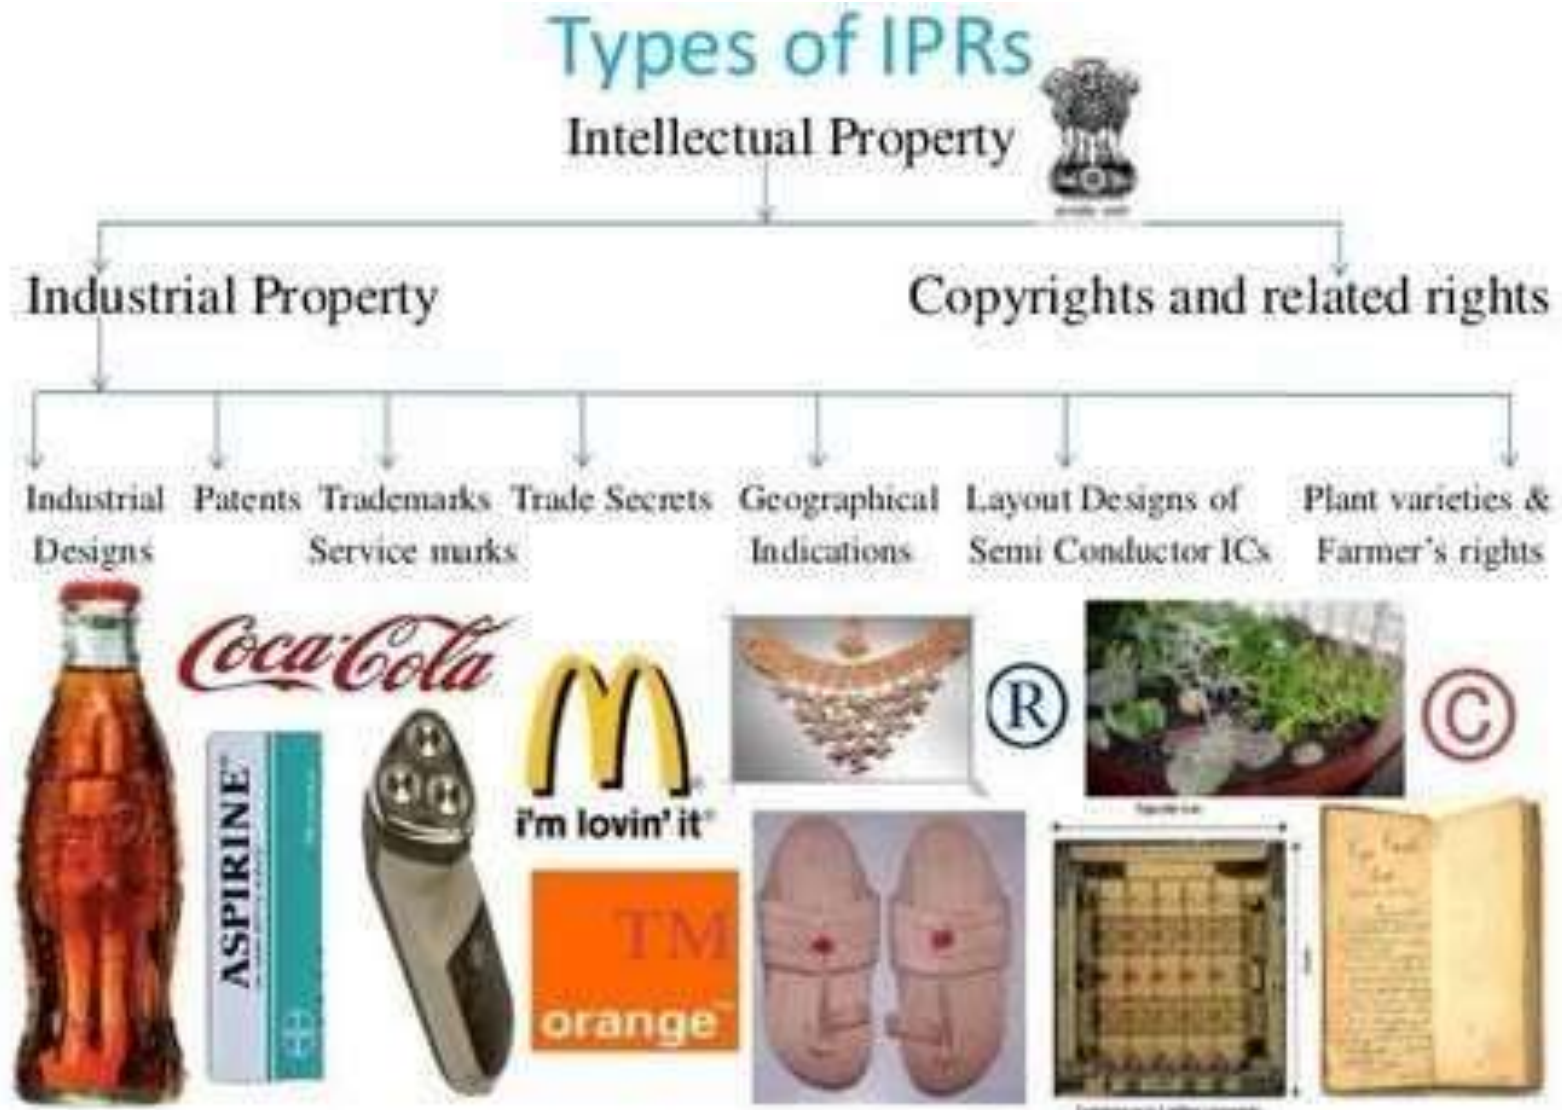 Types of IPRs
Intellectual Property
Industrial Property
Copyrights and related rights
Industrial
Designs
Patents
Trademarks
Service marks
Trade Secrets
Geographical
Indications
Layout Designs of
Semi Conductor ICs
Plant varieties &
Farmer's rights
Coca-Cola
®
©
ASPIRINE
M
i'm lovin' it®
TM
orange™